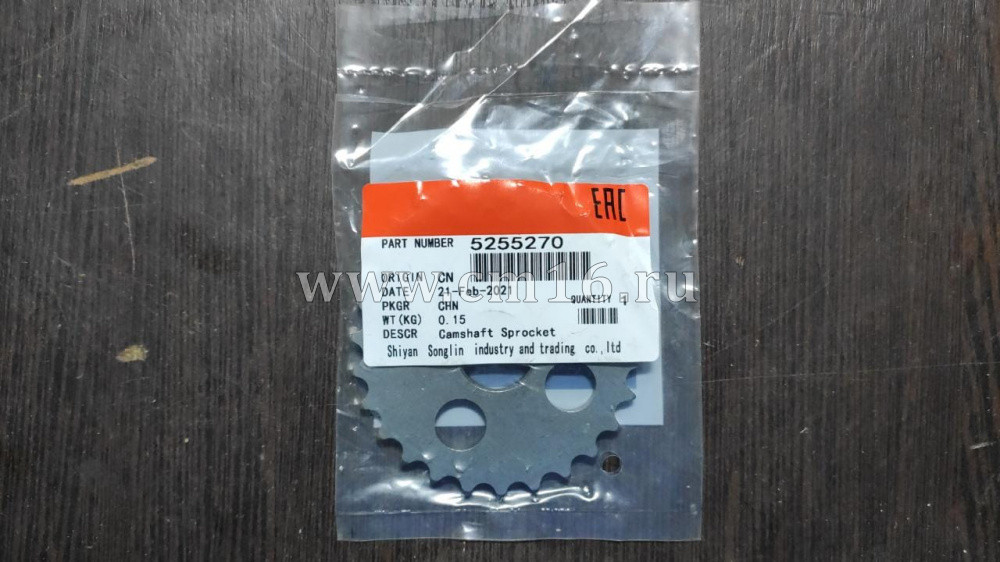 EAC
PART NUMBER 5255270
ORIGIN CN
www.cm16.ru
DATE 21-Feb-2021
QUANTITY 1
PKGR CHN
WT(KG) 0.15
DESCR Camshaft Sprocket
Shiyan Songlin industry and trading co.,ltd